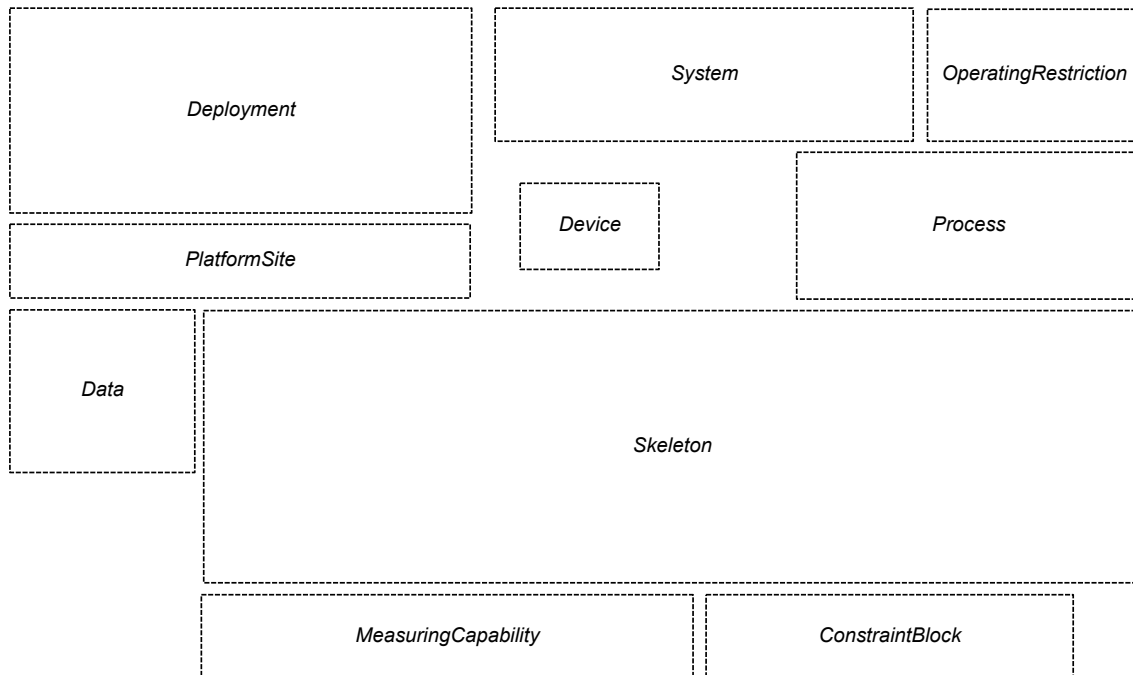 Deployment
System
OperatingRestriction
Device
Process
PlatformSite
Data
Skeleton
MeasuringCapability
ConstraintBlock